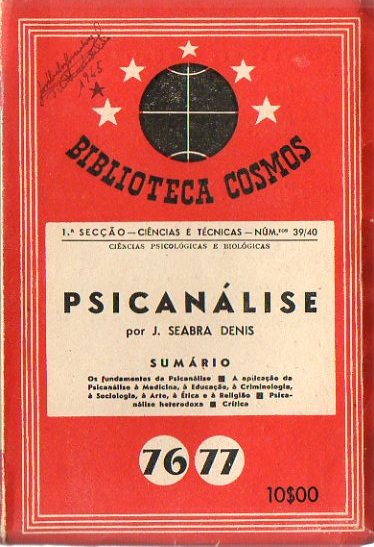 1945
BIBLIOTECA COSMOS
1.ª SECÇÃO — CIÊNCIAS E TÉCNICAS — NÚM.ros 39/40
CIÊNCIAS PSICOLÓGICAS E BIOLÓGICAS
PSICANÁLISE
por J. SEABRA DENIS
SUMÁRIO
Os fundamentos da Psicanálise ■ A aplicação da
Psicanálise à Medicina, à Educação, à Criminologia,
à Sociologia, à Arte, à Ética e à Religião ■ Psica-
nálise heterodoxa ■ Crítica
76 77
10$00